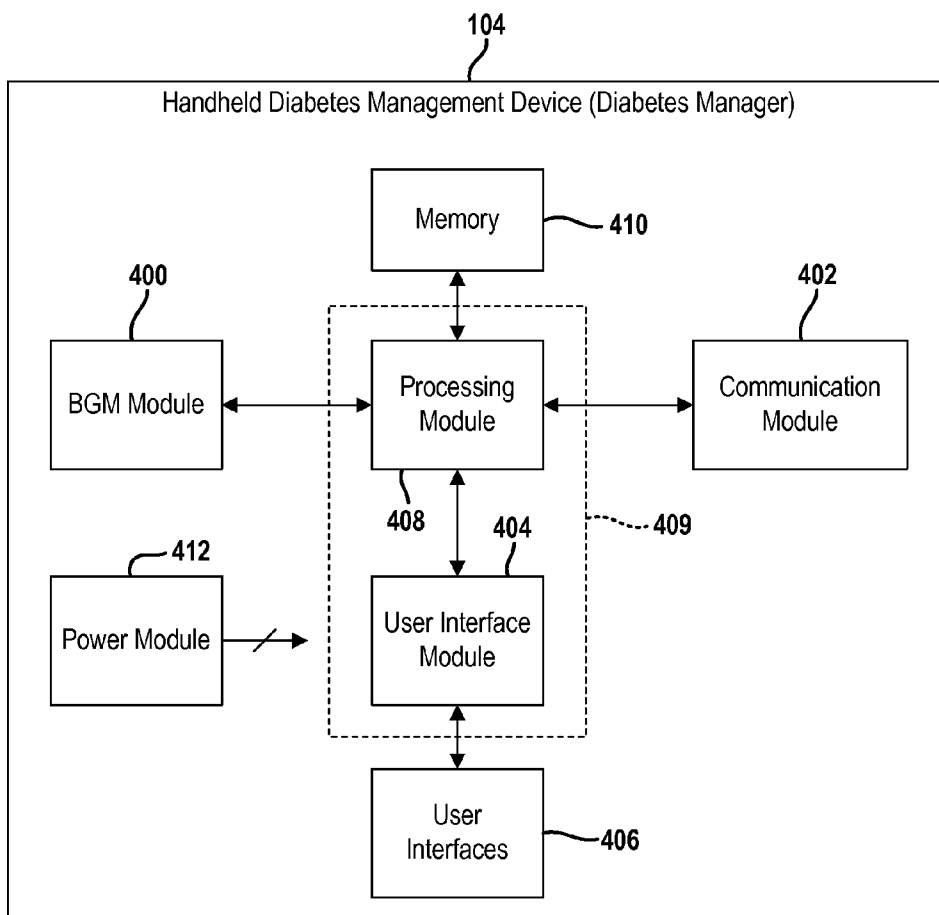 104
Handheld Diabetes Management Device (Diabetes Manager)
Memory
410
400
402
BGM Module
Processing
Module
Communication
Module
408
404
409
412
Power Module
User Interface
Module
User
Interfaces
406